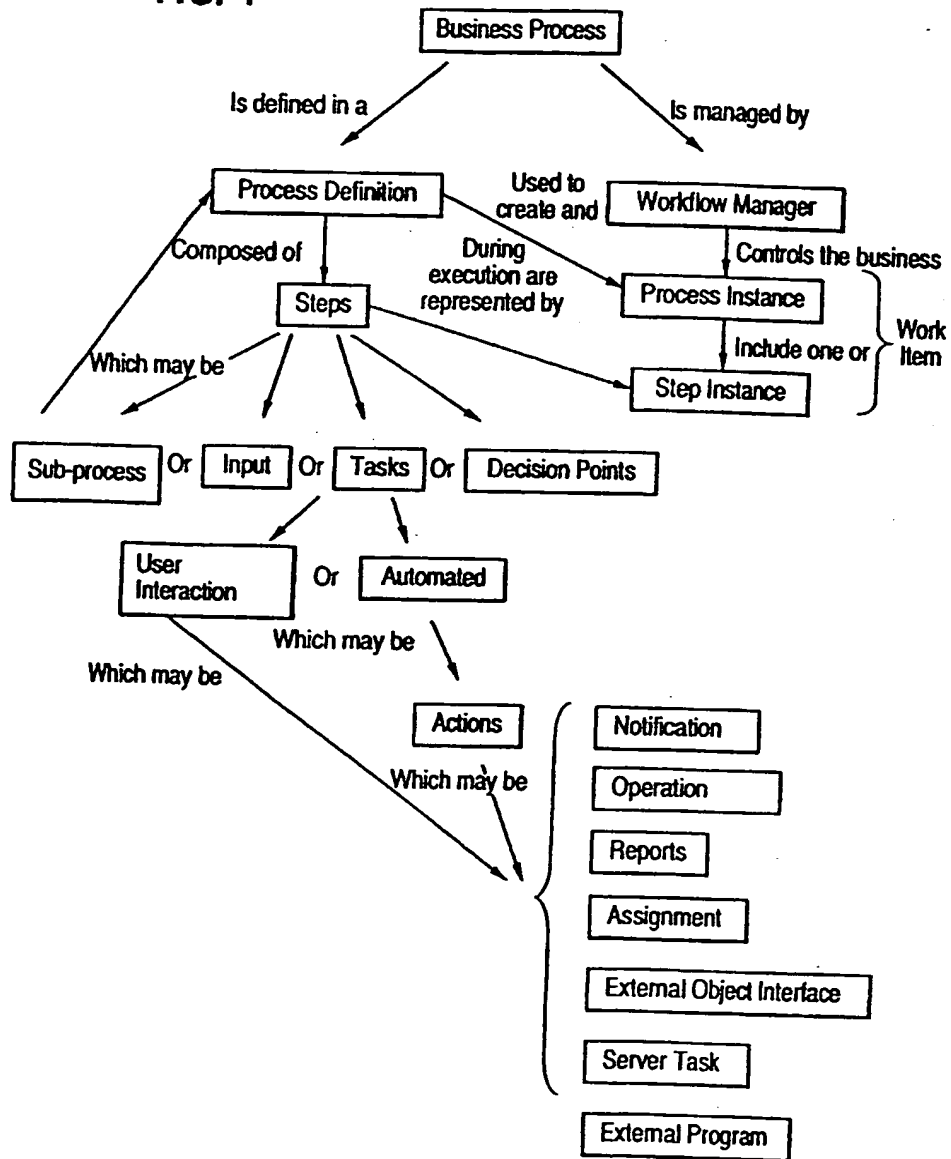 Business Process
Is defined in a
Is managed by
Process Definition
Used to
create and
Workflow Manager
Composed of
During
execution are
represented by
Controls the business
Steps
Process Instance
Work
Item
Which may be
Include one or
Step Instance
Sub-process Or Input Or Tasks Or Decision Points
User
Interaction
Or
Automated
Which may be
Which may be
Actions
Which may be
Notification
Operation
Reports
Assignment
External Object Interface
Server Task
External Program